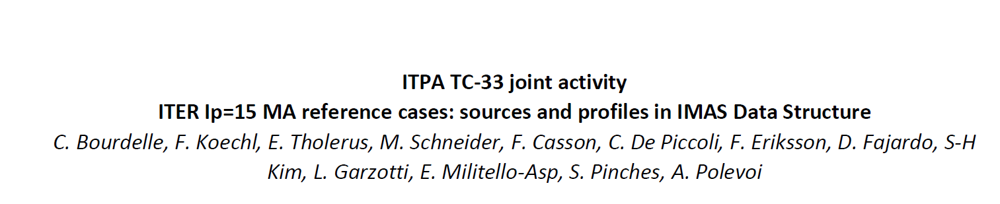 ITPA TC-33 joint activity
ITER Ip=15 MA reference cases: sources and profiles in IMAS Data Structure
C. Bourdelle, F. Koechl, E. Tholerus, M. Schneider, F. Casson, C. De Piccoli, F. Eriksson, D. Fajardo, S-H
Kim, L. Garzotti, E. Militello-Asp, S. Pinches, A. Polevoi